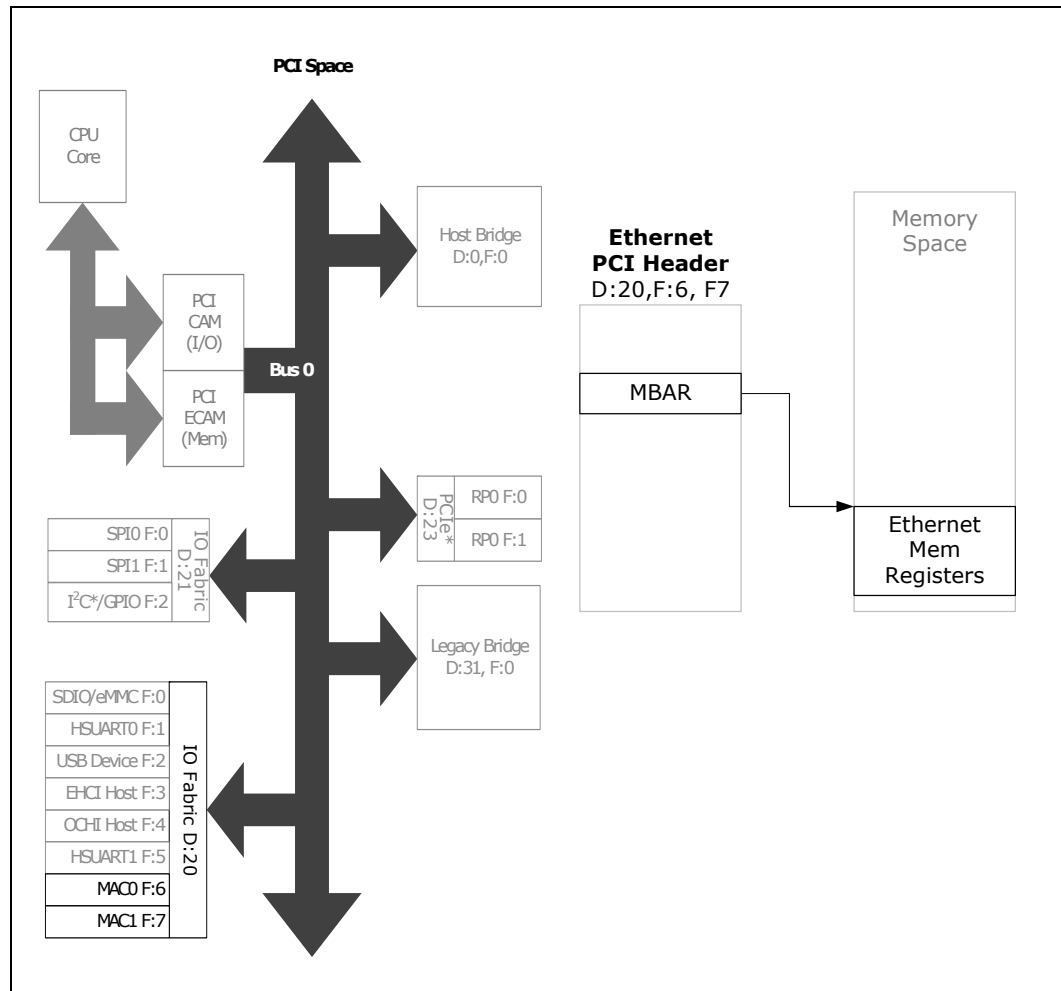 PCI Space
CPU
Core
PCI
CAM
(I/O)
PCI
ECAM
(Mem)
Bus 0
Host Bridge
D:0,F:0
Ethernet
PCI Header
D:20,F:6, F7
MBAR
Memory
Space
Ethernet
Mem
Registers
PCIe*
D:23
RP0 F:0
RP0 F:1
SPI0 F:0
SPI1 F:1
I²C*/GPIO F:2
IO Fabric
D:21
Legacy Bridge
D:31, F:0
SDIO/eMMC F:0
HSUART0 F:1
USB Device F:2
EHCI Host F:3
OCHI Host F:4
HSUART1 F:5
MAC0 F:6
MAC1 F:7
IO Fabric D:20